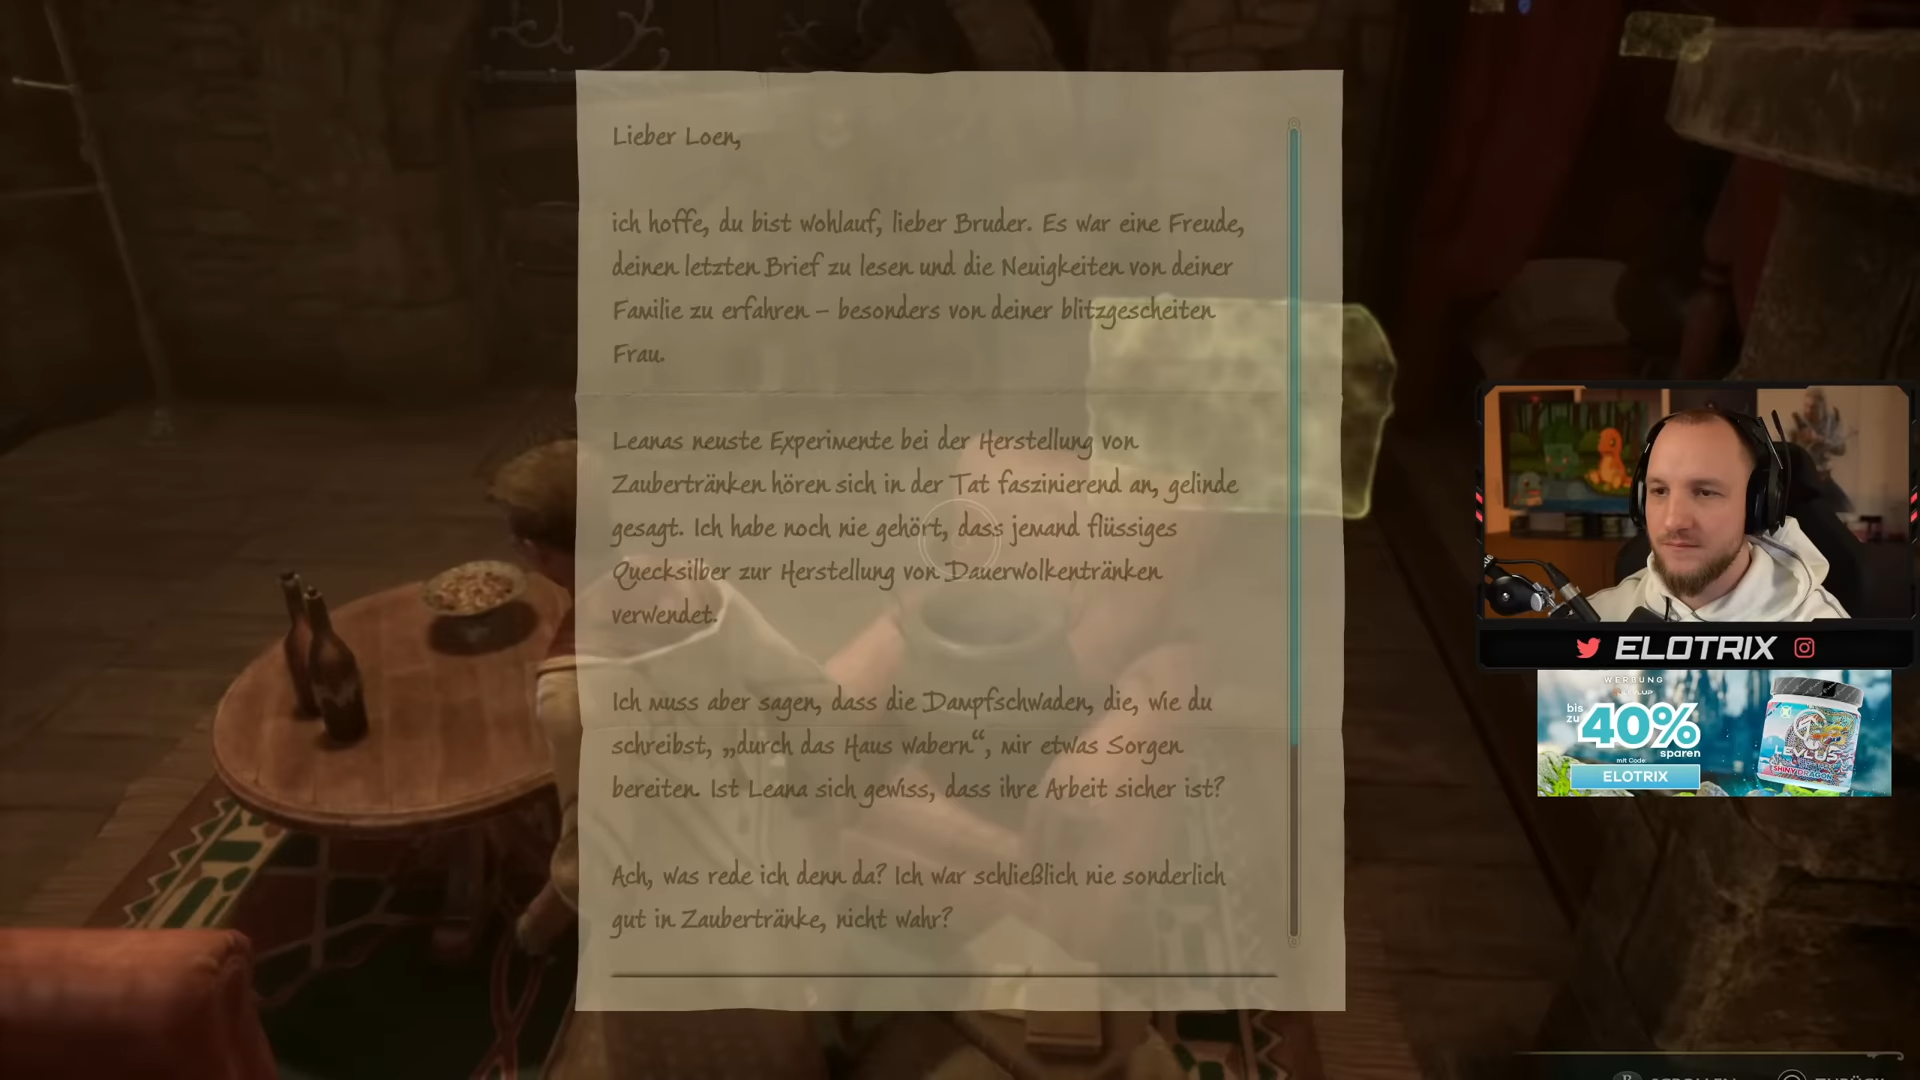 Lieber Loen,
ich hoffe, du bist wohlauf, lieber Bruder. Es war eine Freude,
deinen letzten Brief zu lesen und die Neuigkeiten von deiner
Familie zu erfahren – besonders von deiner blitzgescheiten
Frau.
Leanas neuste Experimente bei der Herstellung von
Zaubertränken hören sich in der Tat faszinierend an, gelinde
gesagt. Ich habe noch nie gehört, dass jemand flüssiges
Quecksilber zur Herstellung von Dauerwolkentränken
verwendet.
Ich muss aber sagen, dass die Dampfschwaden, die, wie du
schreibst, „durch das Haus wabern“, mir etwas Sorgen
bereiten. Ist Leana sich gewiss, dass ihre Arbeit sicher ist?
Ach, was rede ich denn da? Ich war schließlich nie sonderlich
gut in Zaubertränke, nicht wahr?
ELOTRIX
WERBUNG
LEVLUP
bis
zu 40%
sparen
mit Code
ELOTRIX
LEVLUP
SHINY DRAGON
R SCROLLEN ZURÜCK